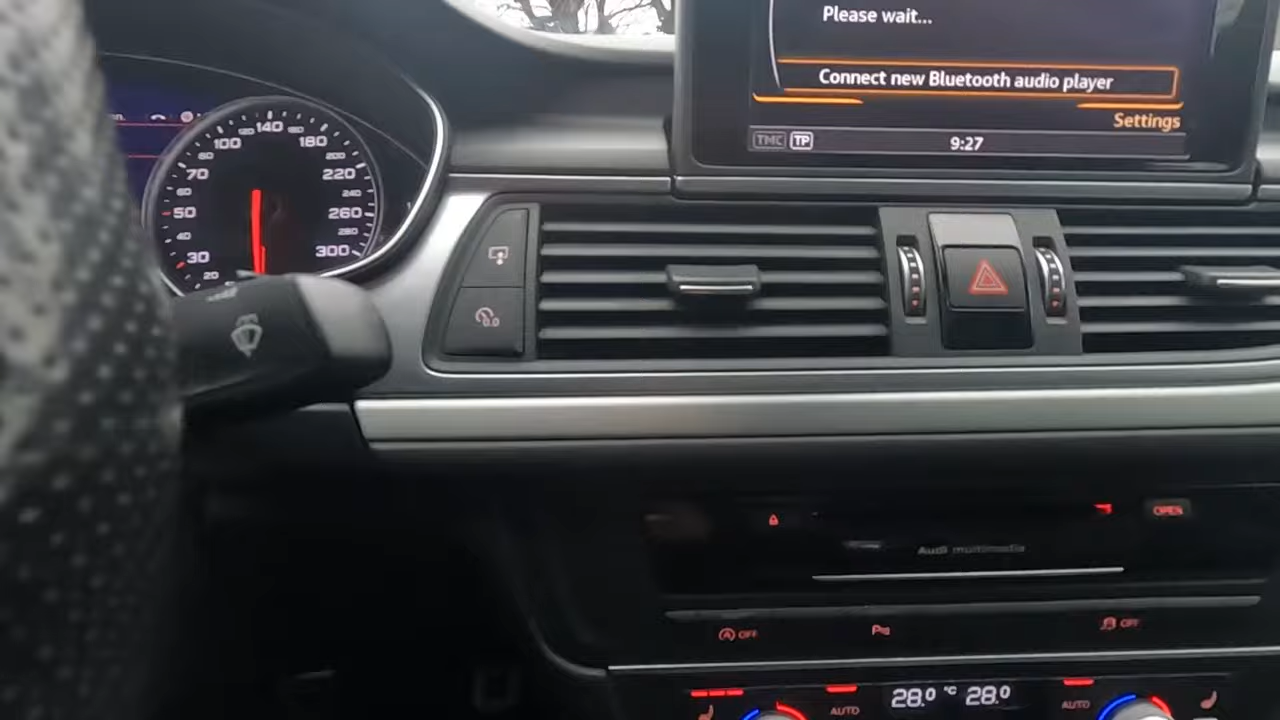 Please wait...
Connect new Bluetooth audio player
Settings
TMC TP
9:27
20
30
40
50
60
70
80
100
120
140
160
180
200
220
240
260
280
300
0.0
OPEN
Audi multimedia
OFF
OFF
28.0 °C 28.0
AUTO
AUTO